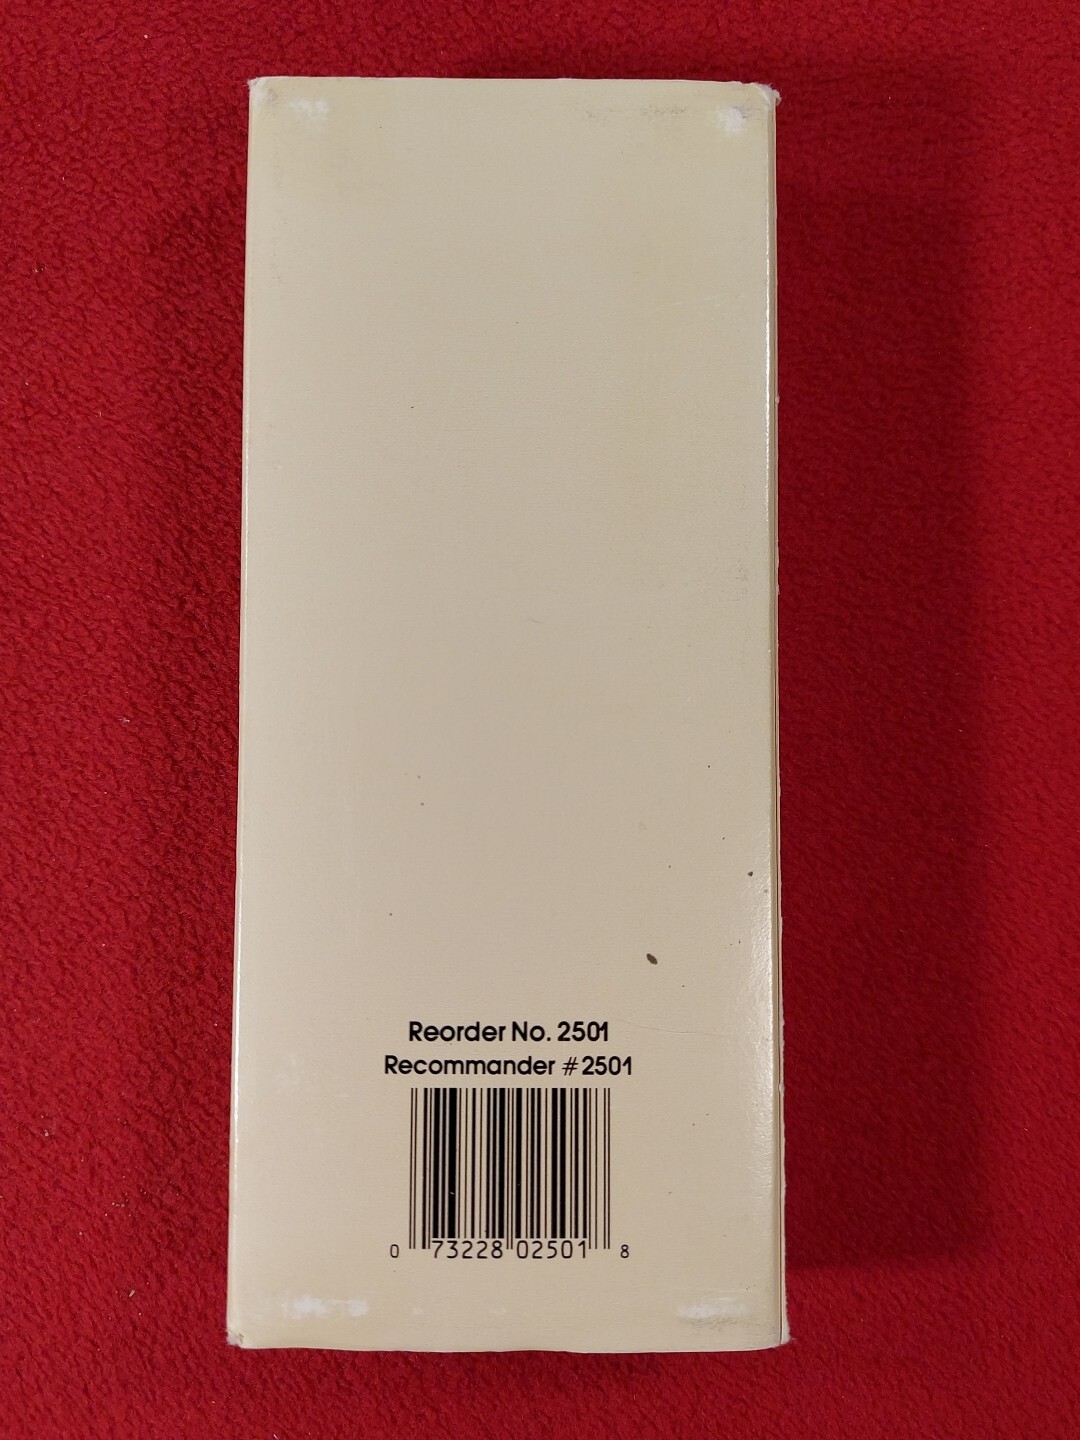 Reorder No. 2501
Recommander #2501
0 73228 02501 8